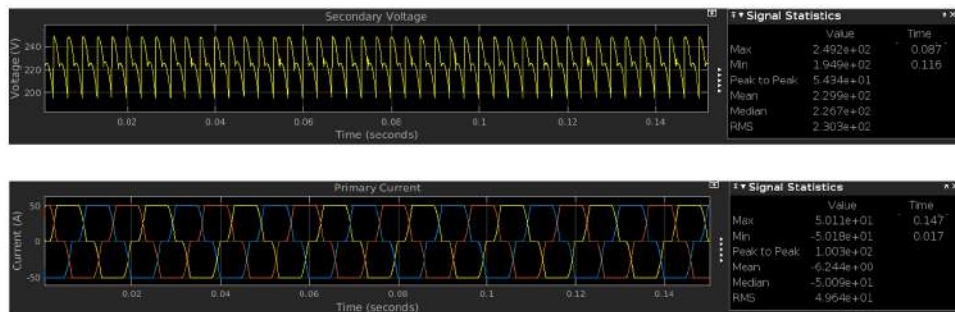 Secondary Voltage
Voltage (V)
240
220
200
0.02 0.04 0.06 0.08 0.1 0.12 0.14
Time (seconds)
Signal Statistics
Value Time
Max 2.492e+02 0.087
Min 1.949e+02 0.116
Peak to Peak 5.434e+01
Mean 2.299e+02
Median 2.267e+02
RMS 2.303e+02
Primary Current
Current (A)
50
0
-50
0.02 0.04 0.06 0.08 0.1 0.12 0.14
Time (seconds)
Signal Statistics
Value Time
Max 5.011e+01 0.147
Min -5.018e+01 0.017
Peak to Peak 1.003e+02
Mean -6.244e+00
Median -5.009e+01
RMS 4.964e+01